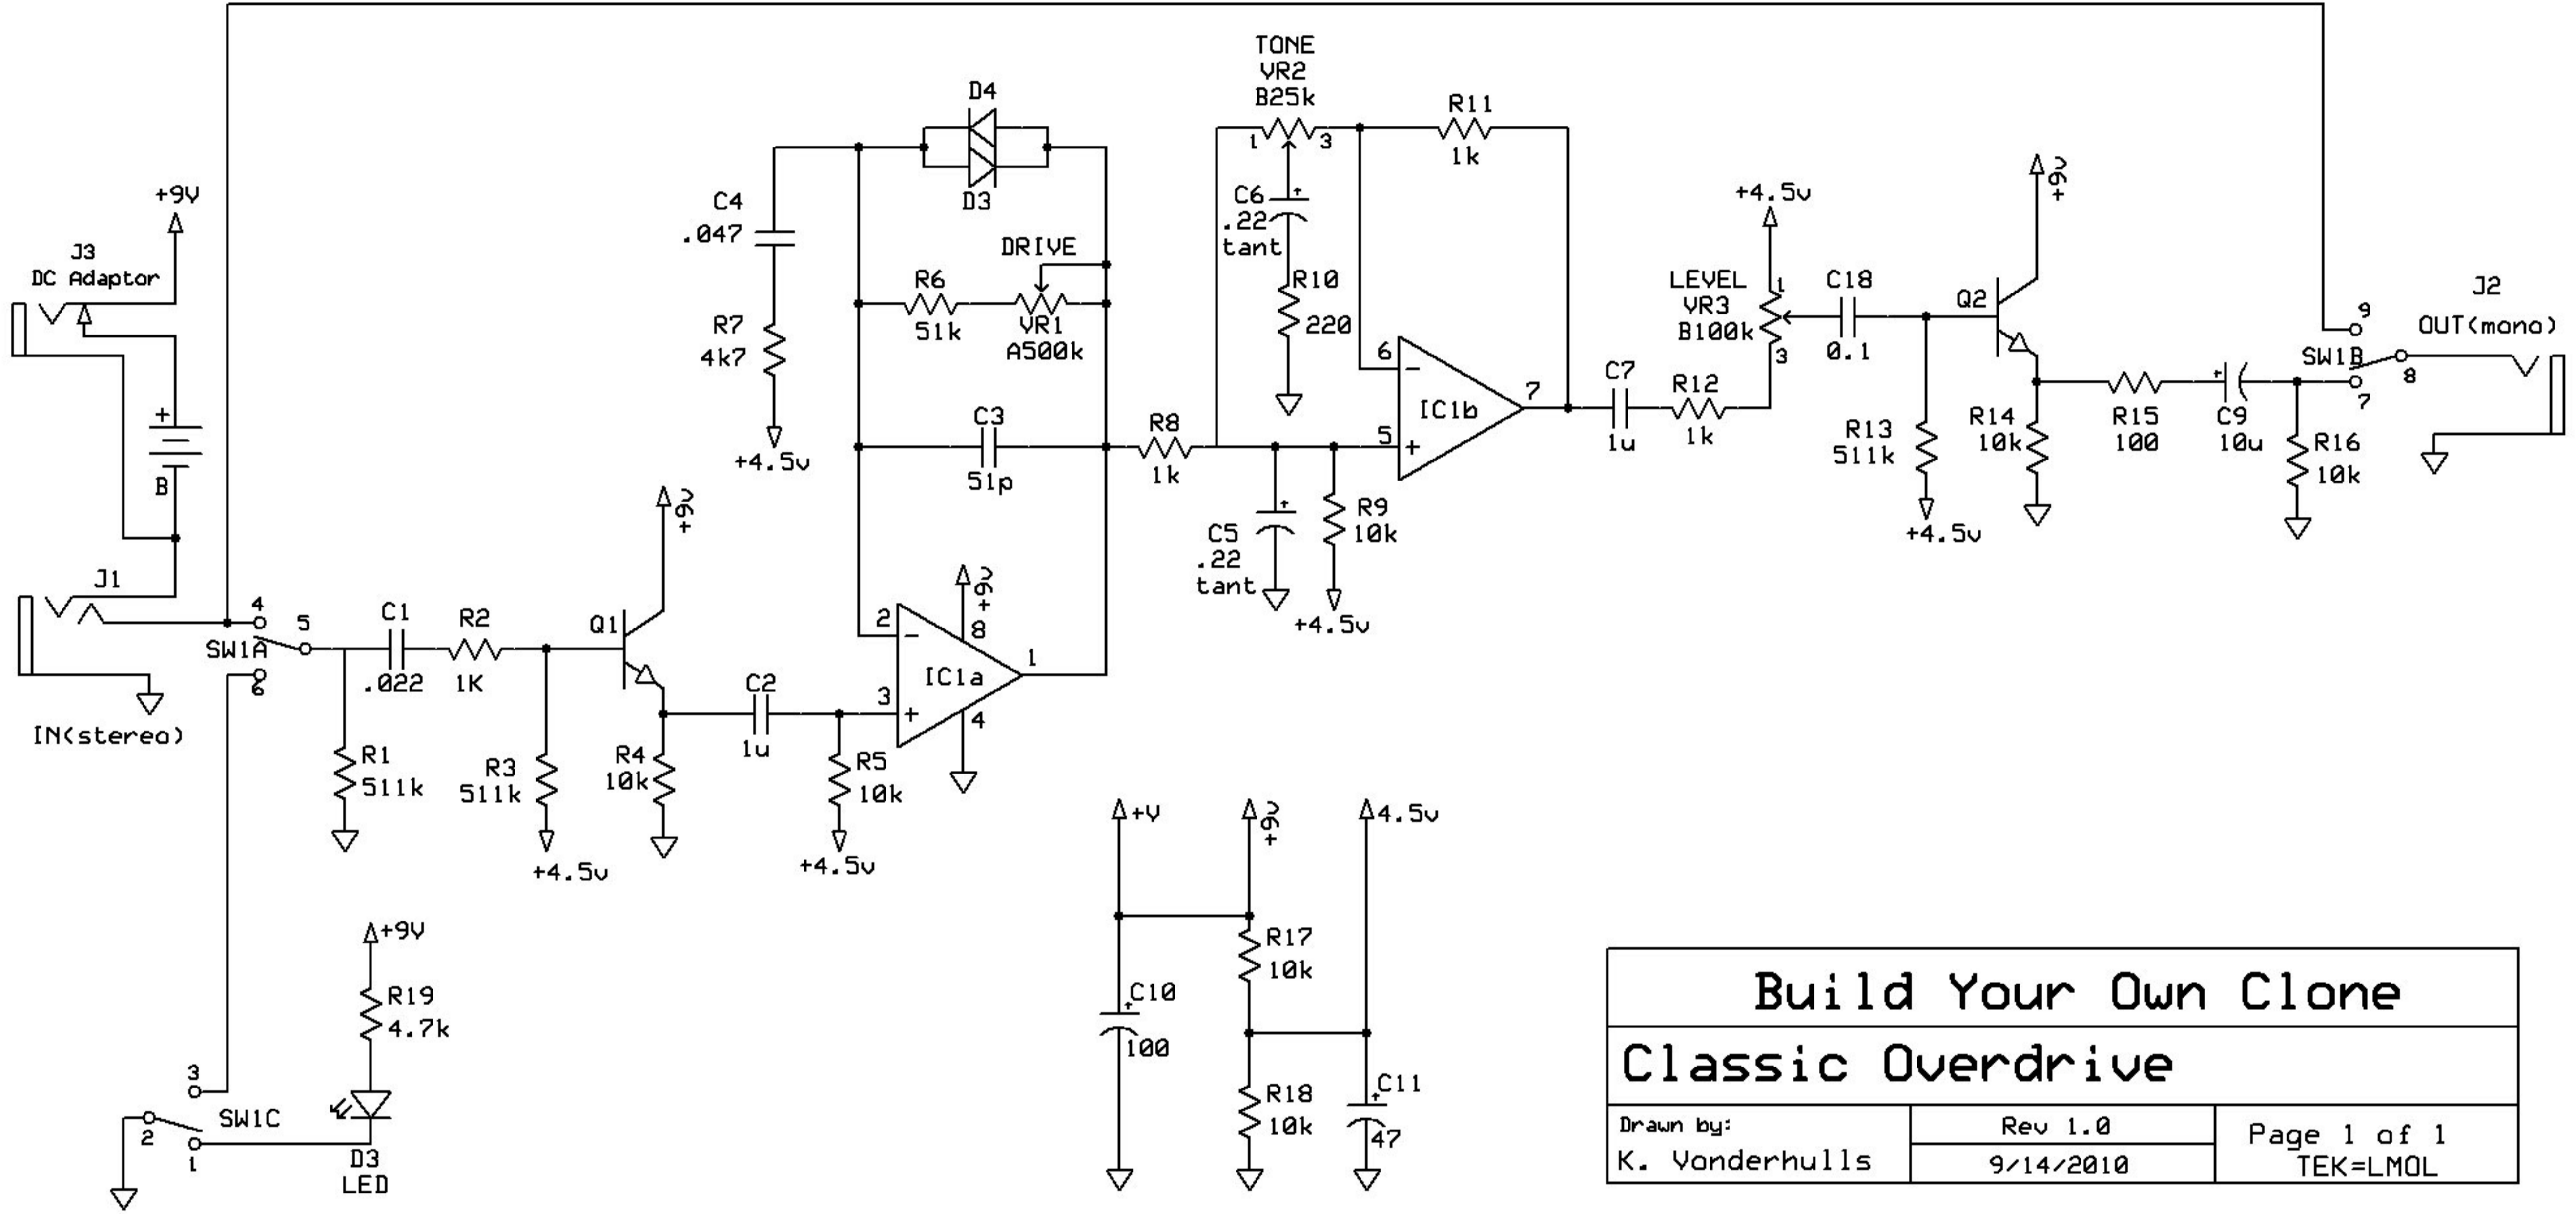 TONE
VR2
B25k
1
3
D4
D3
R11
1k
C4
.047
DRIVE
R6
51k
VR1
A500k
R7
4k7
+4.5v
C6
+
.22
tant
R10
220
+9V
J3
DC Adaptor
+
B
+4.5v
LEVEL
VR3
B100k
1
3
C18
0.1
Q2
+9v
R13
511k
+4.5v
R14
10k
R15
100
+
C9
10u
R16
10k
9
SW1B
8
7
J2
OUT(mono)
6
-
5
+
IC1b
7
C7
1u
R12
1k
C3
51p
R8
1k
C5
+
.22
tant
R9
10k
+4.5v
J1
IN(stereo)
4
5
SW1A
6
C1
.022
R2
1K
R1
511k
R3
511k
+4.5v
Q1
+9v
R4
10k
C2
1u
R5
10k
+4.5v
2
-
3
+
IC1a
+9v
8
4
1
+9V
R19
4.7k
3
2
SW1C
1
D3
LED
+V
+9v
4.5v
R17
10k
+
C10
100
R18
10k
+
C11
47
Build Your Own Clone
Classic Overdrive
Drawn by:
K. Vonderhulls
Rev 1.0
9/14/2010
Page 1 of 1
TEK=LMOL